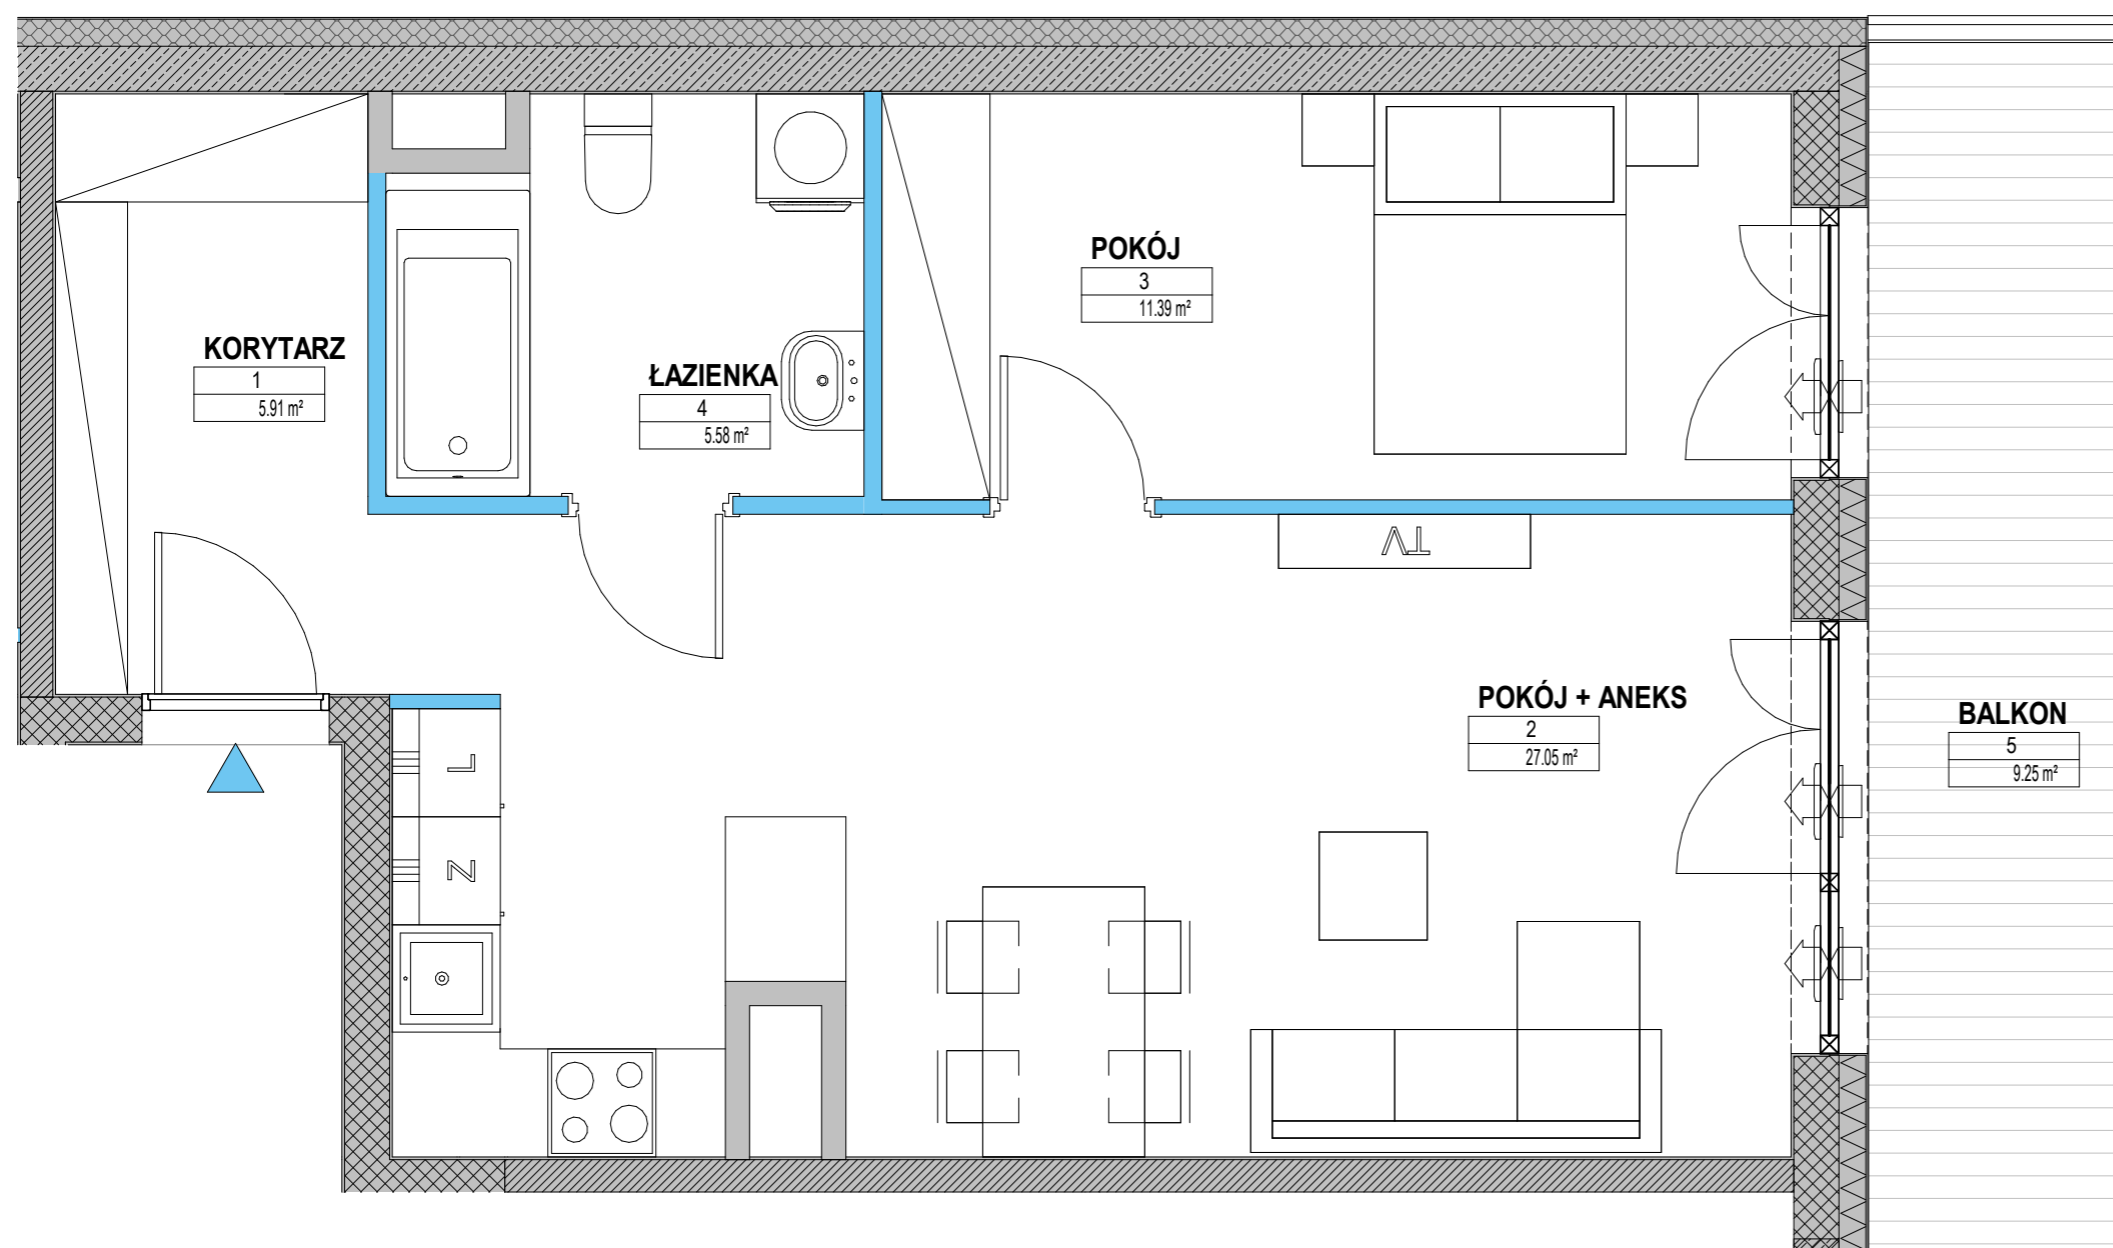 POKÓJ
3
11.39 m²
KORYTARZ
1
5.91 m²
ŁAZIENKA
4
5.58 m²
TV
POKÓJ + ANEKS
2
27.05 m²
BALKON
5
9.25 m²
L
Z